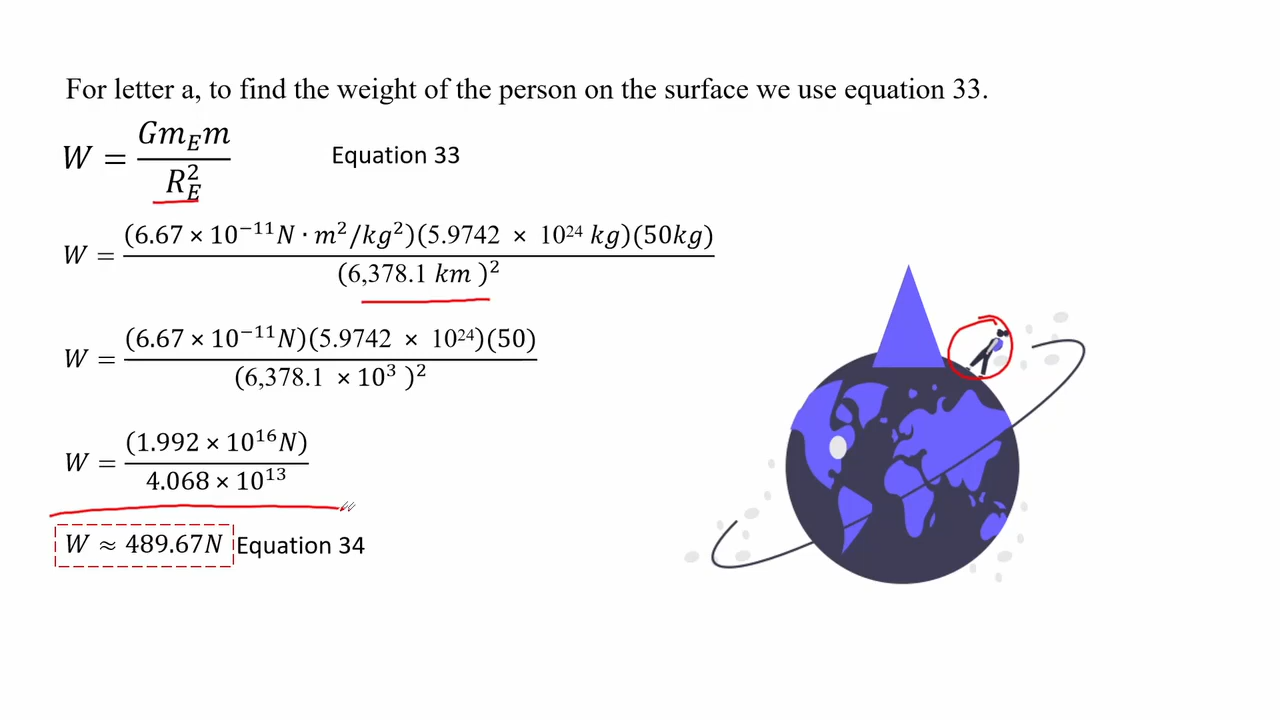 For letter a, to find the weight of the person on the surface we use equation 33.
W = Gm_E m / R_E^2 Equation 33
W = (6.67 × 10^−11 N · m^2/kg^2)(5.9742 × 10^24 kg)(50kg) / (6,378.1 km )^2
W = (6.67 × 10^−11 N)(5.9742 × 10^24)(50) / (6,378.1 × 10^3 )^2
W = (1.992 × 10^16 N) / 4.068 × 10^13
W ≈ 489.67N Equation 34